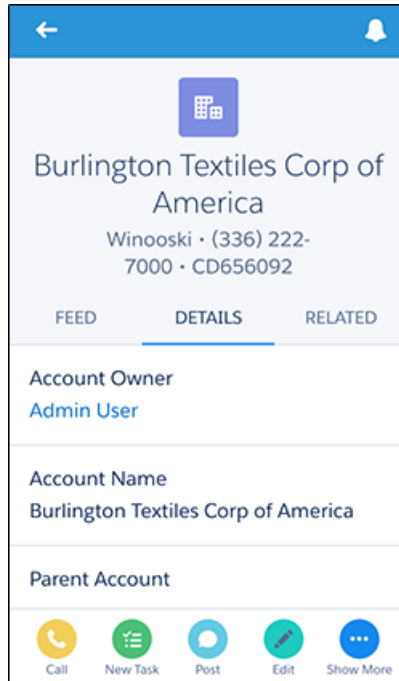 Burlington Textiles Corp of
America
Winooski • (336) 222-
7000 • CD656092
FEED DETAILS RELATED
Account Owner
Admin User
Account Name
Burlington Textiles Corp of America
Parent Account
Call New Task Post Edit Show More